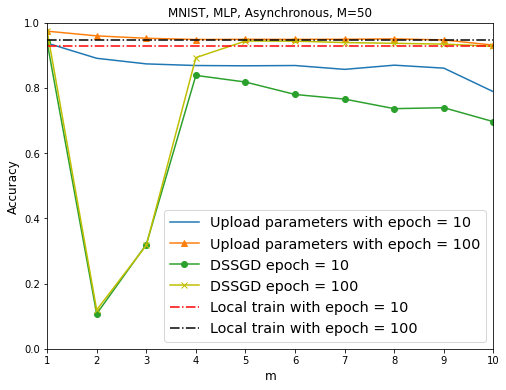 MNIST, MLP, Asynchronous, M=50
Accuracy
1.0
0.8
0.6
0.4
0.2
0.0
Upload parameters with epoch = 10
Upload parameters with epoch = 100
DSSGD epoch = 10
DSSGD epoch = 100
Local train with epoch = 10
Local train with epoch = 100
1 2 3 4 5 6 7 8 9 10
m